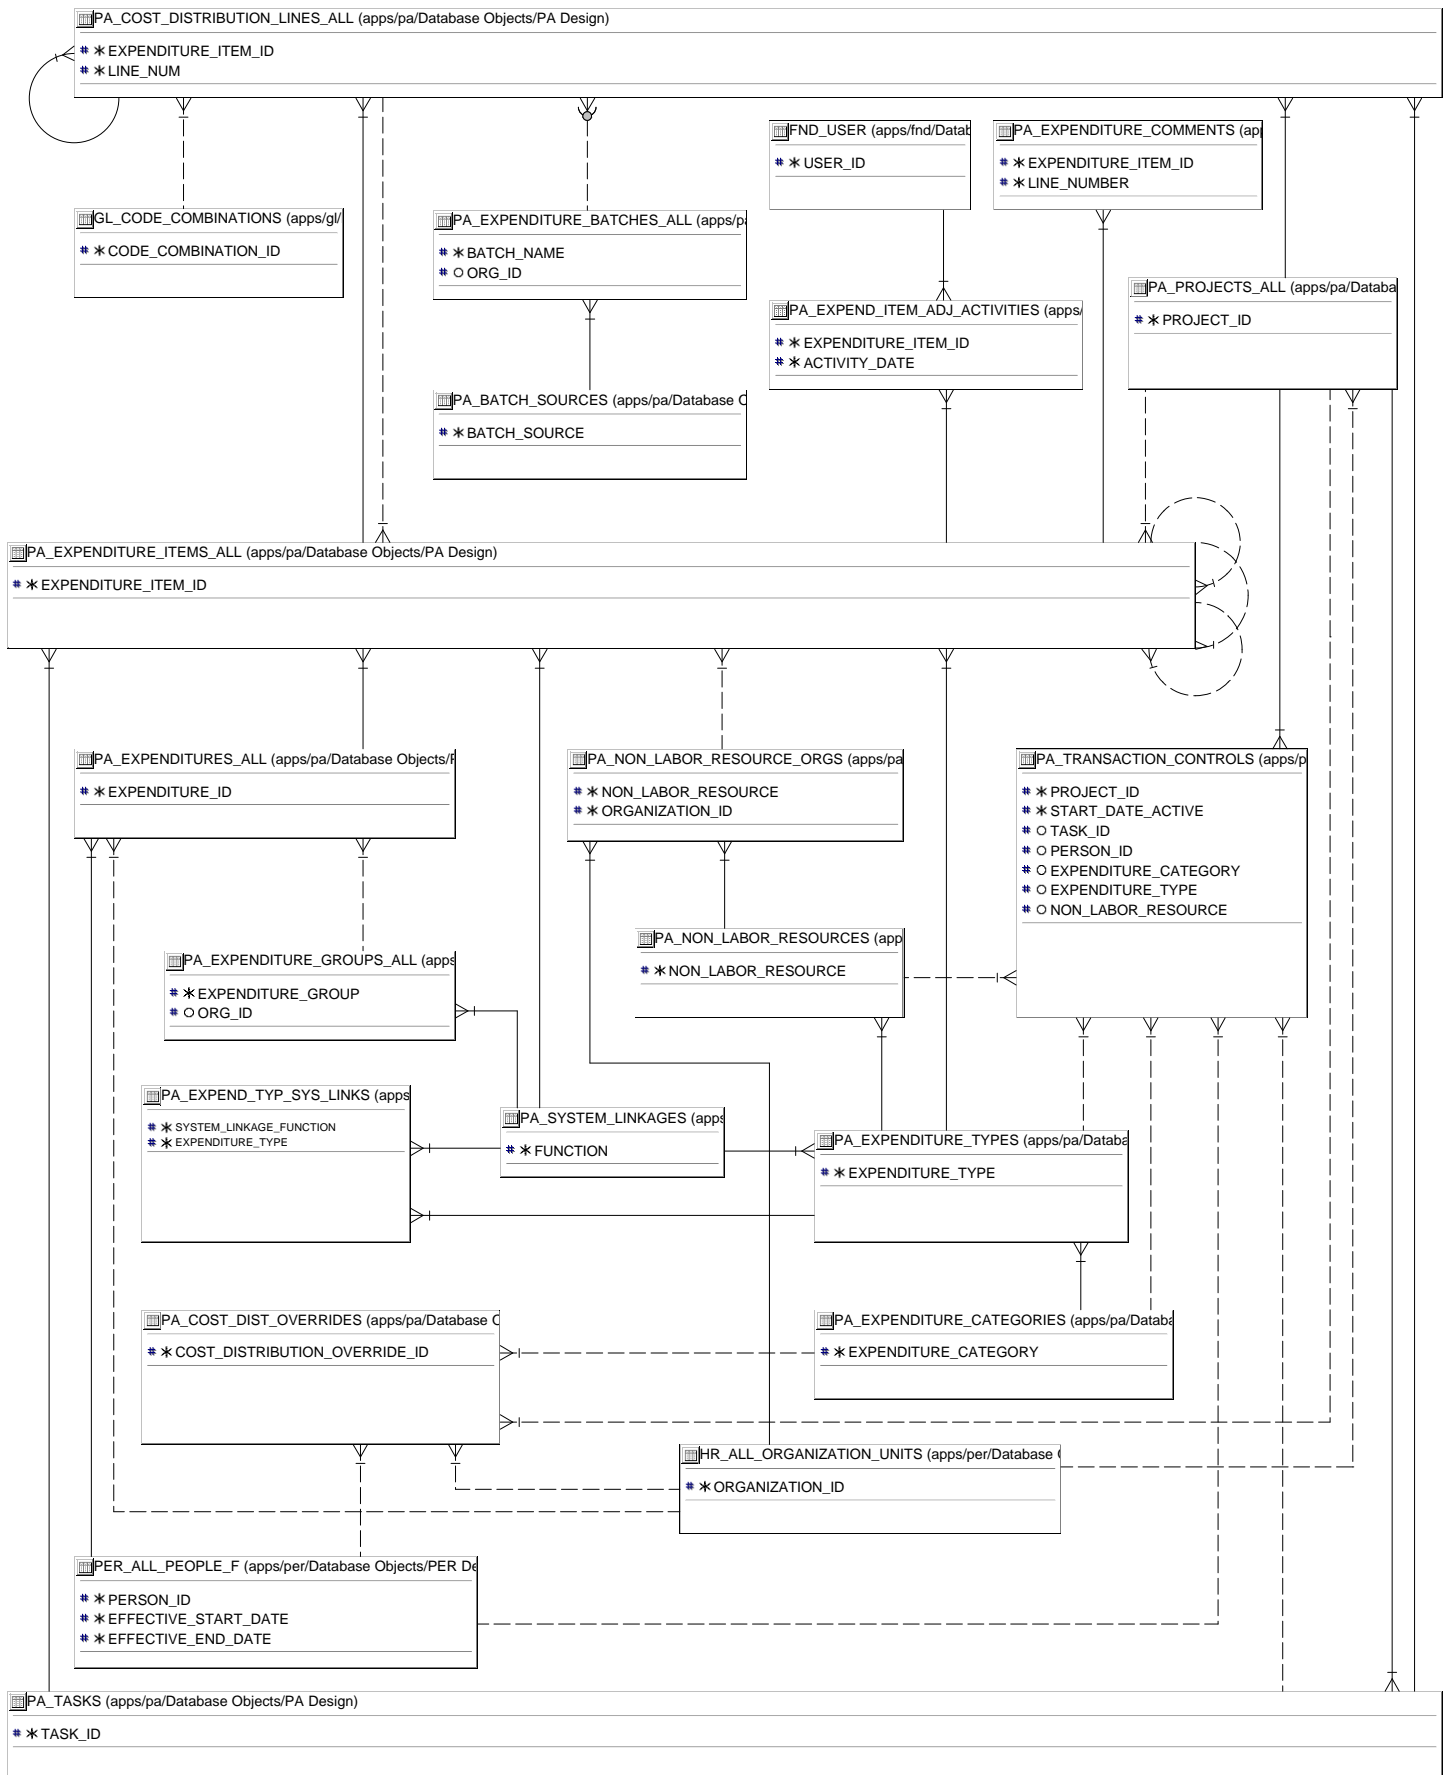 PA_COST_DISTRIBUTION_LINES_ALL (apps/pa/Database Objects/PA Design)
# * EXPENDITURE_ITEM_ID
# * LINE_NUM
FND_USER (apps/fnd/Datab
# * USER_ID
PA_EXPENDITURE_COMMENTS (ap
# * EXPENDITURE_ITEM_ID
# * LINE_NUMBER
GL_CODE_COMBINATIONS (apps/gl/
# * CODE_COMBINATION_ID
PA_EXPENDITURE_BATCHES_ALL (apps/pa
# * BATCH_NAME
# O ORG_ID
PA_PROJECTS_ALL (apps/pa/Databa
# * PROJECT_ID
PA_EXPEND_ITEM_ADJ_ACTIVITIES (apps/
# * EXPENDITURE_ITEM_ID
# * ACTIVITY_DATE
PA_BATCH_SOURCES (apps/pa/Database
# * BATCH_SOURCE
PA_EXPENDITURE_ITEMS_ALL (apps/pa/Database Objects/PA Design)
# * EXPENDITURE_ITEM_ID
PA_EXPENDITURES_ALL (apps/pa/Database Objects/
# * EXPENDITURE_ID
PA_NON_LABOR_RESOURCE_ORGS (apps/pa
# * NON_LABOR_RESOURCE
# * ORGANIZATION_ID
PA_TRANSACTION_CONTROLS (apps/p
# * PROJECT_ID
# * START_DATE_ACTIVE
# O TASK_ID
# O PERSON_ID
# O EXPENDITURE_CATEGORY
# O EXPENDITURE_TYPE
# O NON_LABOR_RESOURCE
PA_NON_LABOR_RESOURCES (app
# * NON_LABOR_RESOURCE
PA_EXPENDITURE_GROUPS_ALL (apps
# * EXPENDITURE_GROUP
# O ORG_ID
PA_EXPEND_TYP_SYS_LINKS (apps
# * SYSTEM_LINKAGE_FUNCTION
# * EXPENDITURE_TYPE
PA_SYSTEM_LINKAGES (apps
# * FUNCTION
PA_EXPENDITURE_TYPES (apps/pa/Databa
# * EXPENDITURE_TYPE
PA_COST_DIST_OVERRIDES (apps/pa/Database
# * COST_DISTRIBUTION_OVERRIDE_ID
PA_EXPENDITURE_CATEGORIES (apps/pa/Databa
# * EXPENDITURE_CATEGORY
HR_ALL_ORGANIZATION_UNITS (apps/per/Database
# * ORGANIZATION_ID
PER_ALL_PEOPLE_F (apps/per/Database Objects/PER De
# * PERSON_ID
# * EFFECTIVE_START_DATE
# * EFFECTIVE_END_DATE
PA_TASKS (apps/pa/Database Objects/PA Design)
# * TASK_ID